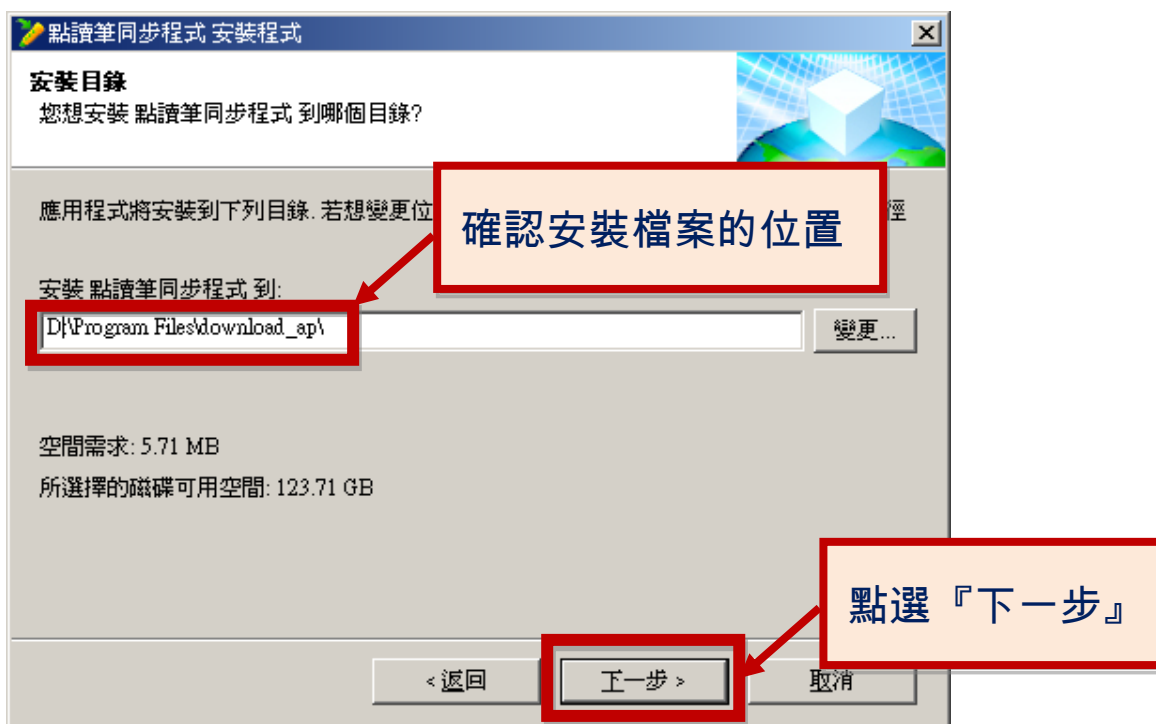 點讀筆同步程式 安裝程式
安裝目錄
您想安裝 點讀筆同步程式 到哪個目錄?
應用程式將安裝到下列目錄. 若想變更位
徑
確認安裝檔案的位置
安裝 點讀筆同步程式 到:
D:\Program Files\download_ap\
變更...
空間需求: 5.71 MB
所選擇的磁碟可用空間: 123.71 GB
點選『下一步』
< 返回
下一步 >
取消